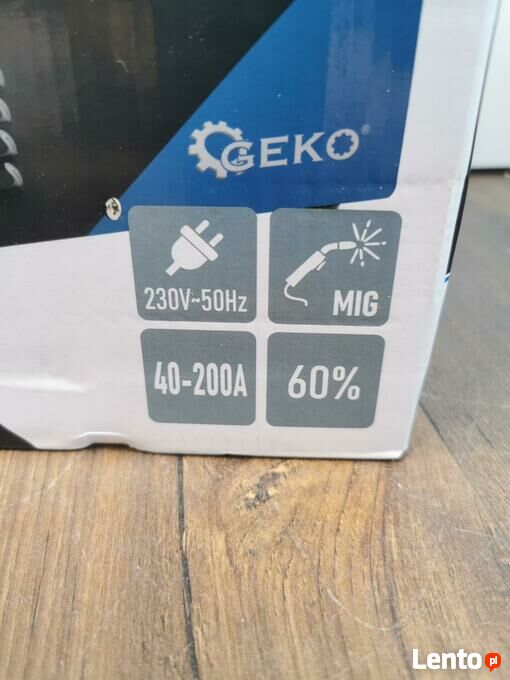 GEKO®
230V~50Hz
MIG
40-200A
60%
Lento.pl